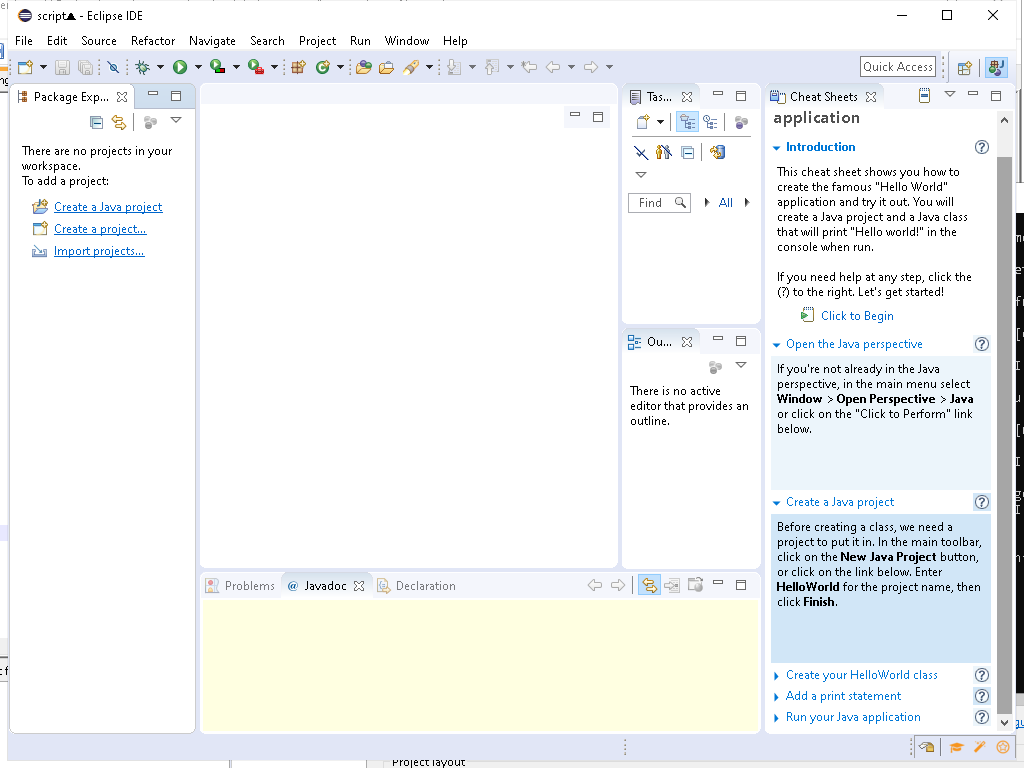 script▲ - Eclipse IDE
File Edit Source Refactor Navigate Search Project Run Window Help
Quick Access
Package Exp...
There are no projects in your
workspace.
To add a project:
Create a Java project
Create a project...
Import projects...
Tas...
Find
All
Ou...
There is no active
editor that provides an
outline.
Cheat Sheets
application
Introduction
This cheat sheet shows you how to
create the famous "Hello World"
application and try it out. You will
create a Java project and a Java class
that will print "Hello world!" in the
console when run.
If you need help at any step, click the
(?) to the right. Let's get started!
Click to Begin
Open the Java perspective
If you're not already in the Java
perspective, in the main menu select
Window > Open Perspective > Java
or click on the "Click to Perform" link
below.
Create a Java project
Before creating a class, we need a
project to put it in. In the main toolbar,
click on the New Java Project button,
or click on the link below. Enter
HelloWorld for the project name, then
click Finish.
Create your HelloWorld class
Add a print statement
Run your Java application
Problems @ Javadoc Declaration
Project layout